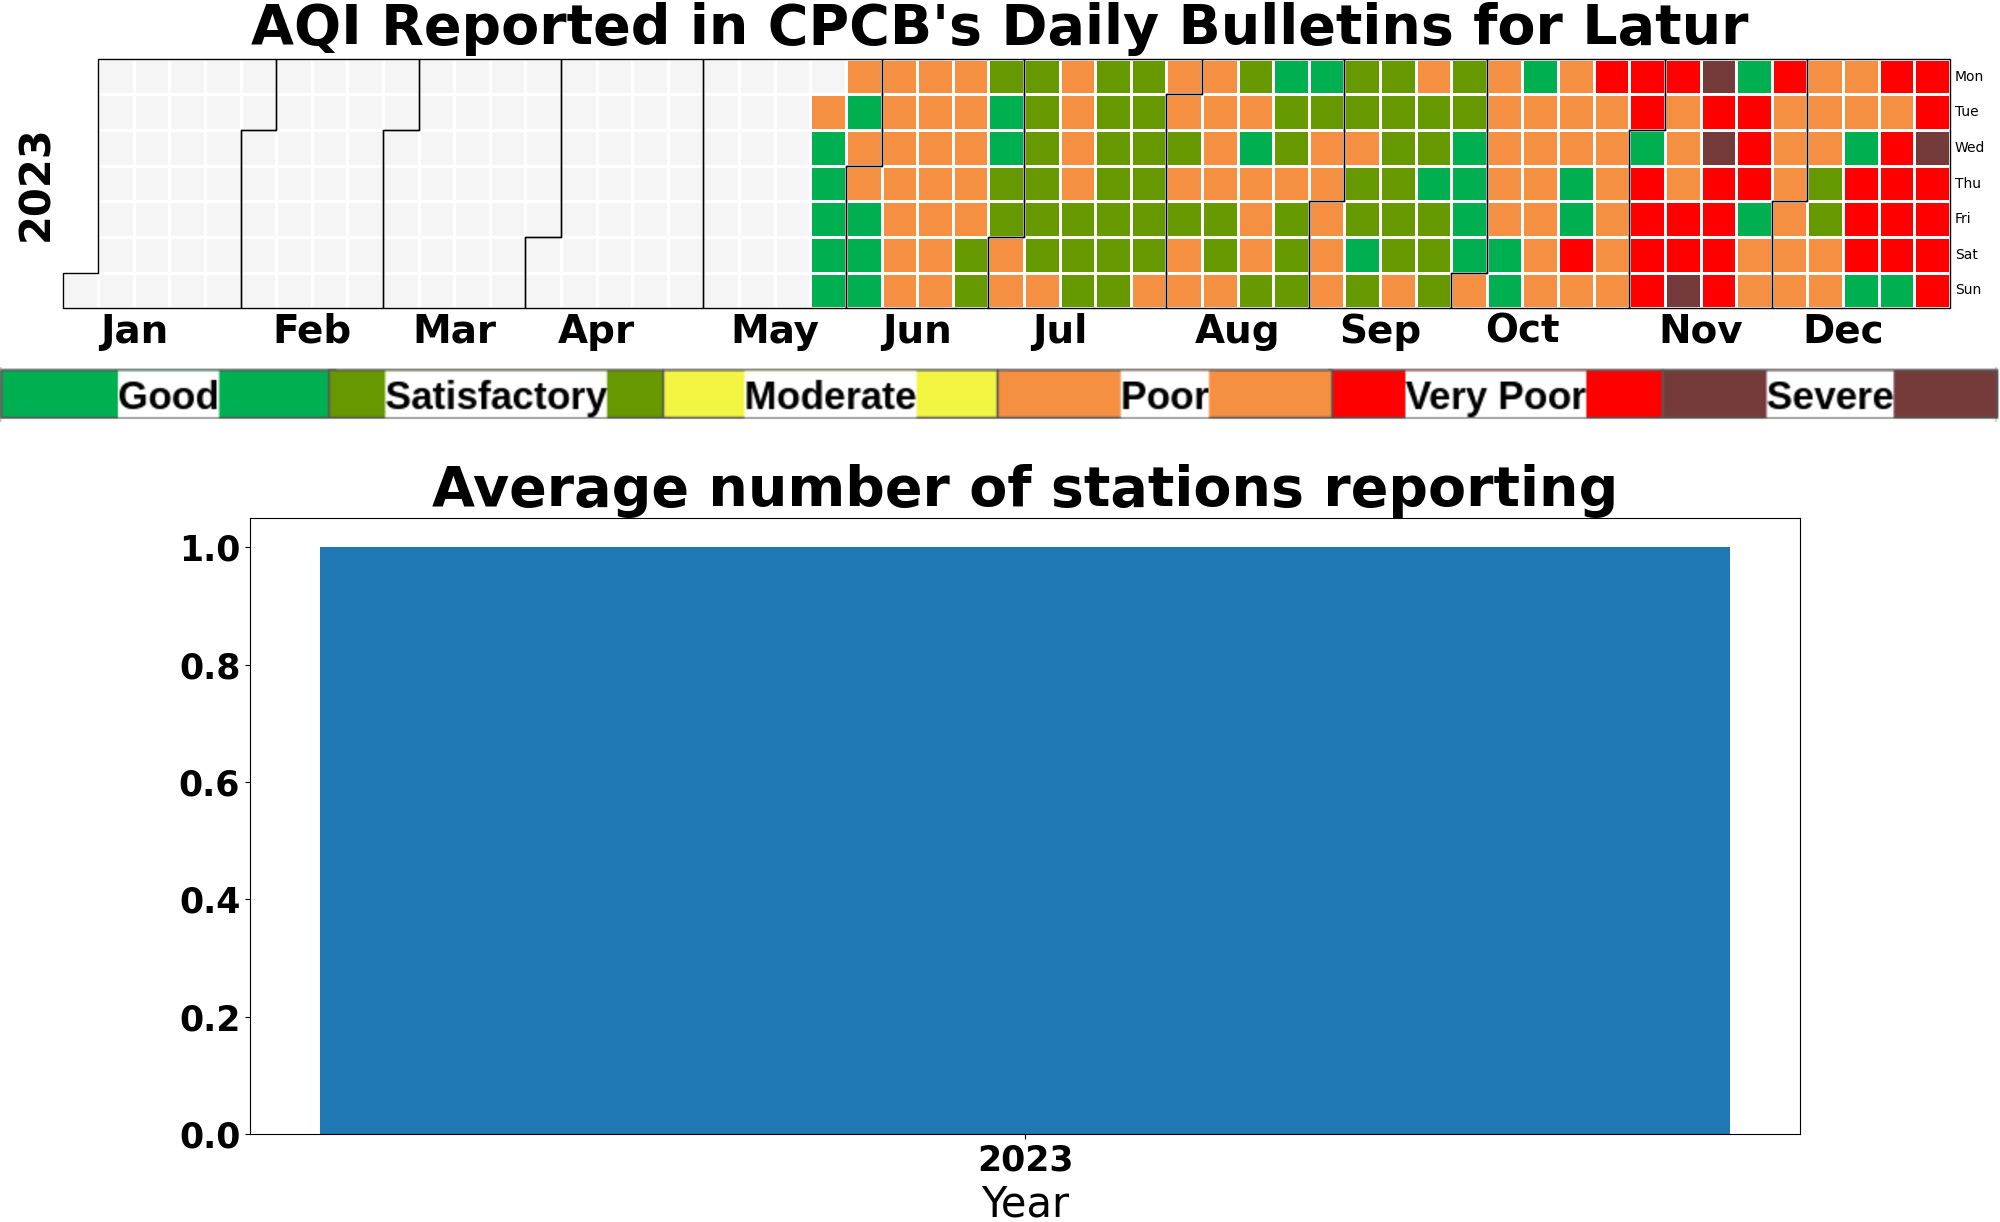 AQI Reported in CPCB's Daily Bulletins for Latur
2023
Mon
Tue
Wed
Thu
Fri
Sat
Sun
Jan Feb Mar Apr May Jun Jul Aug Sep Oct Nov Dec
Good Satisfactory Moderate Poor Very Poor Severe
Average number of stations reporting
1.0
0.8
0.6
0.4
0.2
0.0
2023
Year